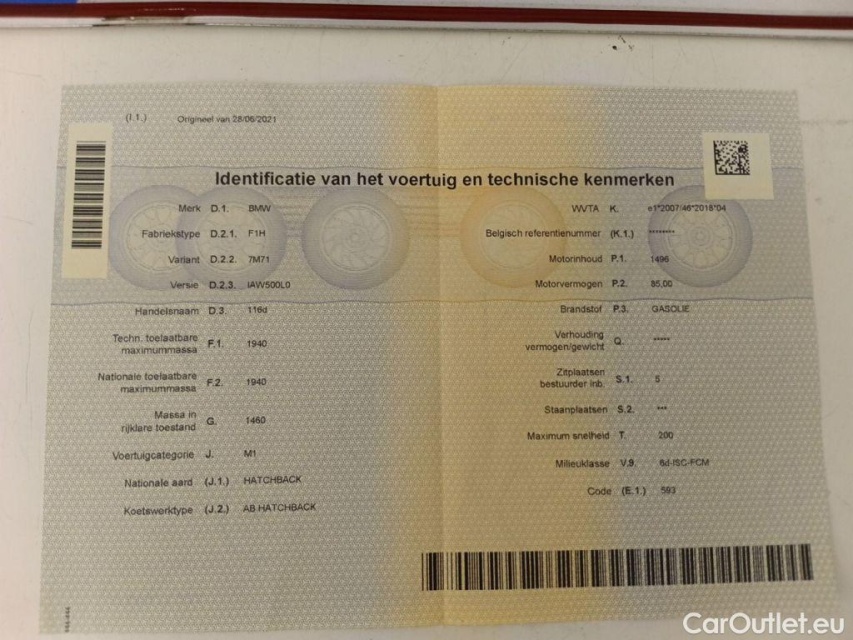 (I.1.) Origineel van 28/06/2021
Identificatie van het voertuig en technische kenmerken
Merk D.1. BMW
Fabriekstype D.2.1. F1H
Variant D.2.2. 7M71
Versie D.2.3. IAW500L0
Handelsnaam D.3. 116d
Techn. toelaatbare
maximummassa F.1. 1940
Nationale toelaatbare
maximummassa F.2. 1940
Massa in
rijklare toestand G. 1460
Voertuigcategorie J. M1
Nationale aard (J.1.) HATCHBACK
Koetswerktype (J.2.) AB HATCHBACK
WVTA K. e1*2007/46*2018*04
Belgisch referentienummer (K.1.) ********
Motorinhoud P.1. 1496
Motorvermogen P.2. 85,00
Brandstof P.3. GASOLIE
Verhouding
vermogen/gewicht Q. *****
Zitplaatsen
bestuurder inb. S.1. 5
Staanplaatsen S.2. ***
Maximum snelheid T. 200
Milieuklasse V.9. 6d-ISC-FCM
Code (E.1.) 593
CarOutlet.eu